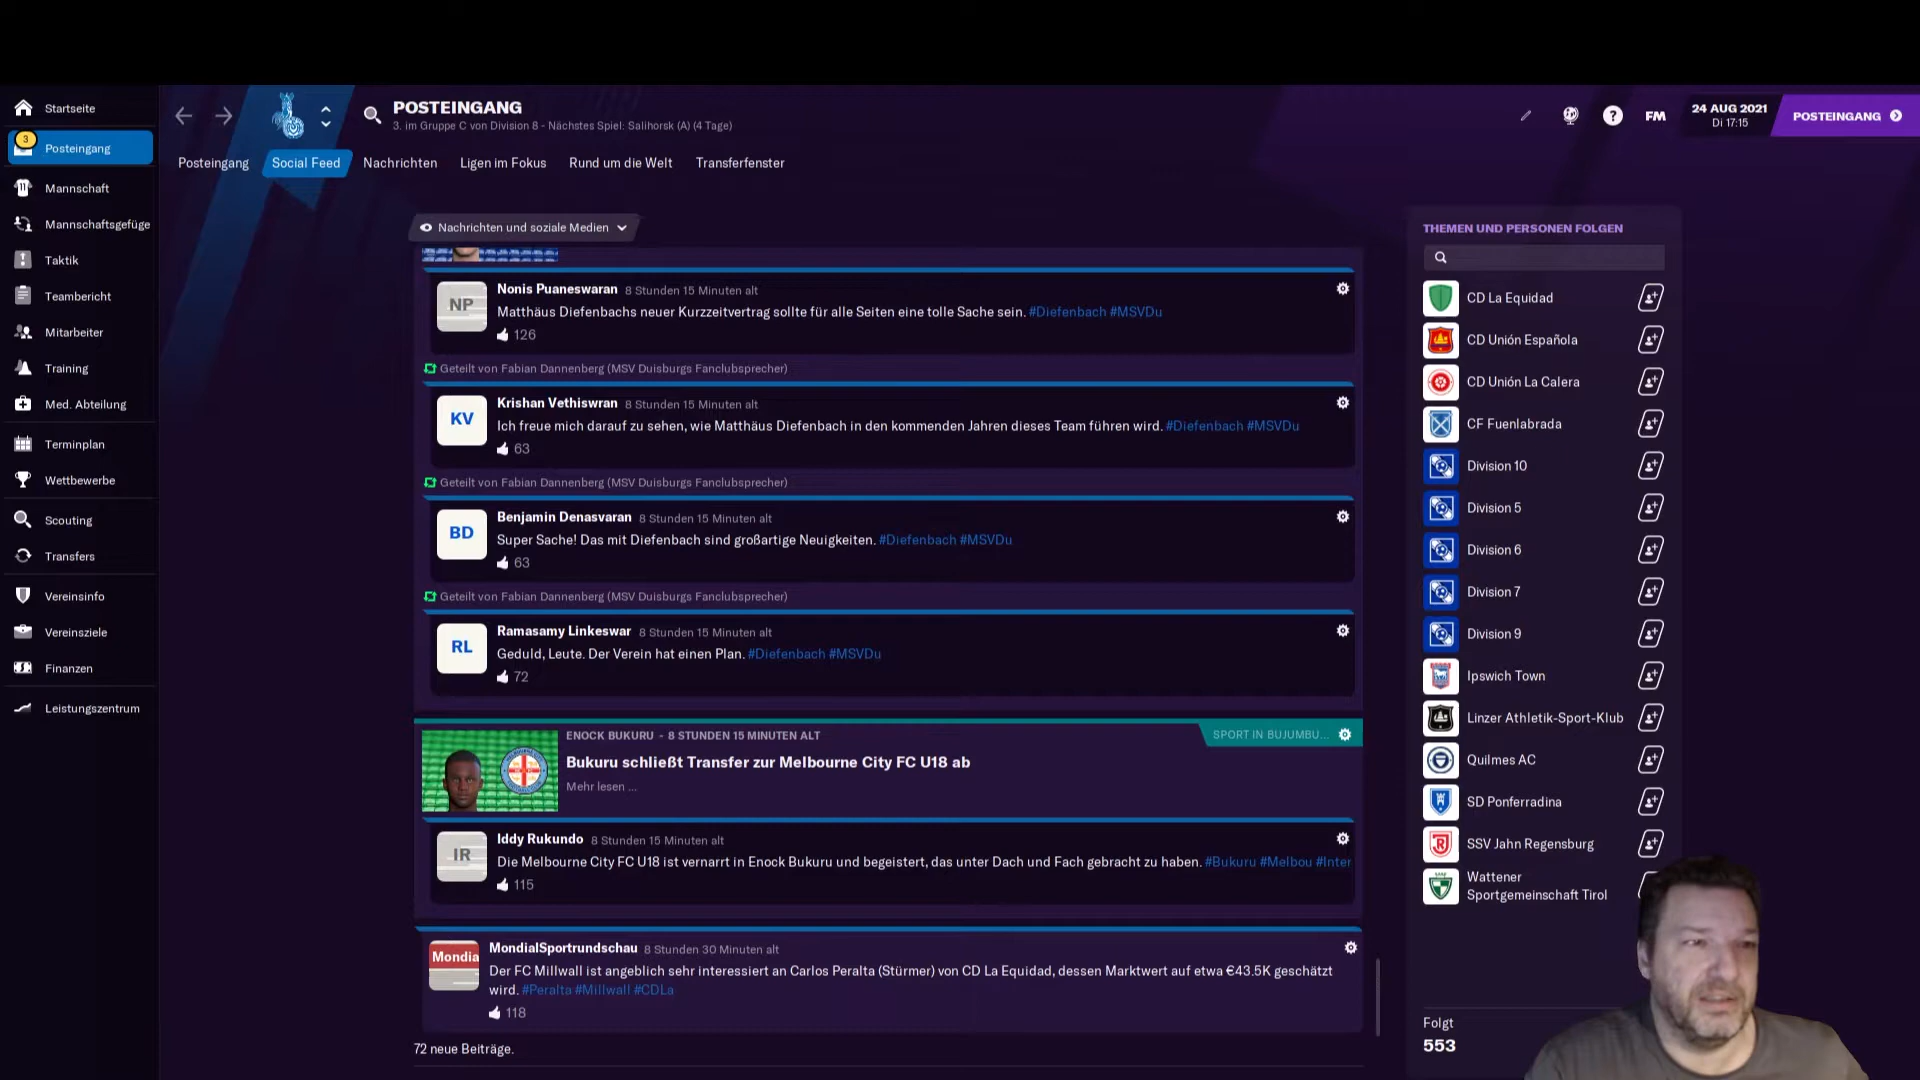 Startseite
3
Posteingang
Mannschaft
Mannschaftsgefüge
Taktik
Teambericht
Mitarbeiter
Training
Med. Abteilung
Terminplan
Wettbewerbe
Scouting
Transfers
Vereinsinfo
Vereinsziele
Finanzen
Leistungszentrum
POSTEINGANG
3. im Gruppe C von Division 8 - Nächstes Spiel: Salihorsk (A) (4 Tage)
FM
24 AUG 2021
Di 17:15
POSTEINGANG
Posteingang Social Feed Nachrichten Ligen im Fokus Rund um die Welt Transferfenster
Nachrichten und soziale Medien
NP
Nonis Puaneswaran 8 Stunden 15 Minuten alt
Matthäus Diefenbachs neuer Kurzzeitvertrag sollte für alle Seiten eine tolle Sache sein. #Diefenbach #MSVDu
126
Geteilt von Fabian Dannenberg (MSV Duisburgs Fanclubsprecher)
KV
Krishan Vethiswran 8 Stunden 15 Minuten alt
Ich freue mich darauf zu sehen, wie Matthäus Diefenbach in den kommenden Jahren dieses Team führen wird. #Diefenbach #MSVDu
63
Geteilt von Fabian Dannenberg (MSV Duisburgs Fanclubsprecher)
BD
Benjamin Denasvaran 8 Stunden 15 Minuten alt
Super Sache! Das mit Diefenbach sind großartige Neuigkeiten. #Diefenbach #MSVDu
63
Geteilt von Fabian Dannenberg (MSV Duisburgs Fanclubsprecher)
RL
Ramasamy Linkeswar 8 Stunden 15 Minuten alt
Geduld, Leute. Der Verein hat einen Plan. #Diefenbach #MSVDu
72
ENOCK BUKURU - 8 STUNDEN 15 MINUTEN ALT
SPORT IN BUJUMBU...
Bukuru schließt Transfer zur Melbourne City FC U18 ab
Mehr lesen ...
IR
Iddy Rukundo 8 Stunden 15 Minuten alt
Die Melbourne City FC U18 ist vernarrt in Enock Bukuru und begeistert, das unter Dach und Fach gebracht zu haben. #Bukuru #Melbou #Inter
115
Mondia
MondialSportrundschau 8 Stunden 30 Minuten alt
Der FC Millwall ist angeblich sehr interessiert an Carlos Peralta (Stürmer) von CD La Equidad, dessen Marktwert auf etwa €43.5K geschätzt
wird. #Peralta #Millwall #CDLa
118
72 neue Beiträge.
THEMEN UND PERSONEN FOLGEN
CD La Equidad
CD Unión Española
CD Unión La Calera
CF Fuenlabrada
Division 10
Division 5
Division 6
Division 7
Division 9
Ipswich Town
Linzer Athletik-Sport-Klub
Quilmes AC
SD Ponferradina
SSV Jahn Regensburg
Wattener
Sportgemeinschaft Tirol
Folgt
553